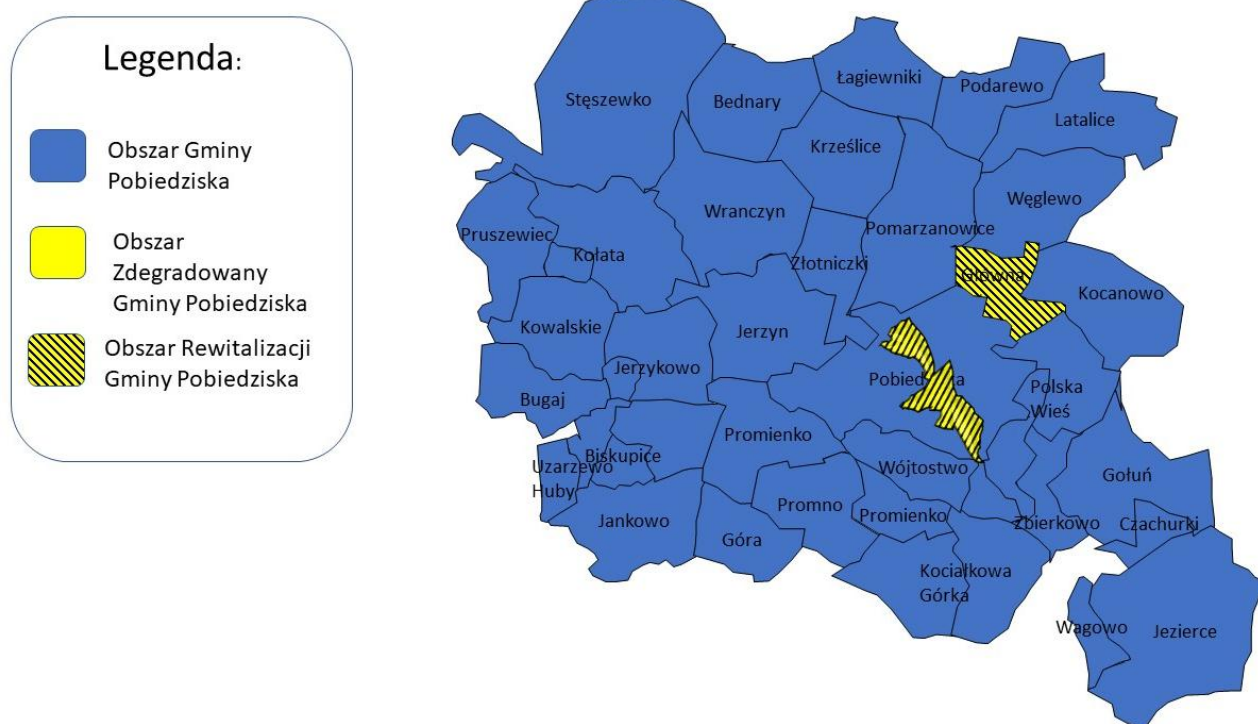 Legenda:
Obszar Gminy
Pobiedziska
Obszar
Zdegradowany
Gminy Pobiedziska
Obszar Rewitalizacji
Gminy Pobiedziska
Stęszewko
Bednary
Łagiewniki
Podarewo
Latalice
Krześlice
Węglewo
Wranczyn
Pomarzanowice
Pruszewiec
Kołata
Złotniczki
Główna
Kocanowo
Kowalskie
Jerzyn
Jerzykowo
Pobiedziska
Polska
Wieś
Bugaj
Promienko
Biskupice
Uzarzewo
Huby
Wójtostwo
Gołuń
Promno
Promienko
Jankowo
Zbierkowo
Czachurki
Góra
Kociałkowa
Górka
Wagowo
Jezierce